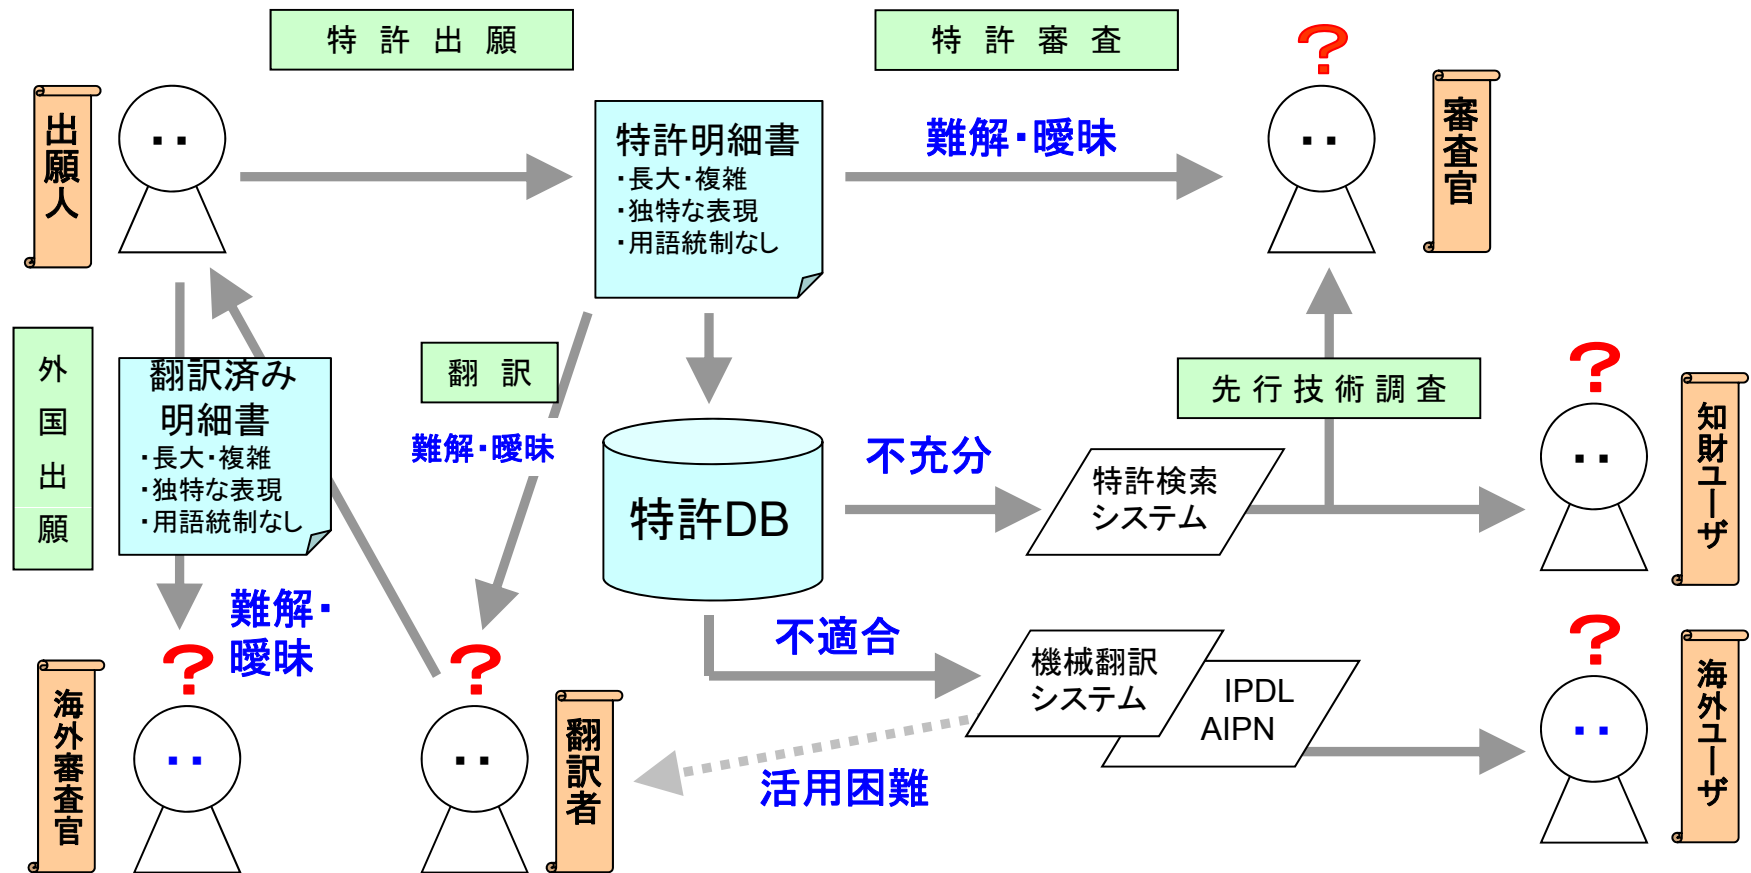 特許出願
特許審査
?
出願人
特許明細書
・長大・複雑
・独特な表現
・用語統制なし
難解・曖昧
審査官
外国出願
翻訳済み
明細書
・長大・複雑
・独特な表現
・用語統制なし
翻訳
難解・曖昧
先行技術調査
?
知財ユーザ
特許DB
不充分
特許検索
システム
難解・
曖昧
不適合
機械翻訳
システム
IPDL
AIPN
?
海外ユーザ
?
海外審査官
?
翻訳者
活用困難